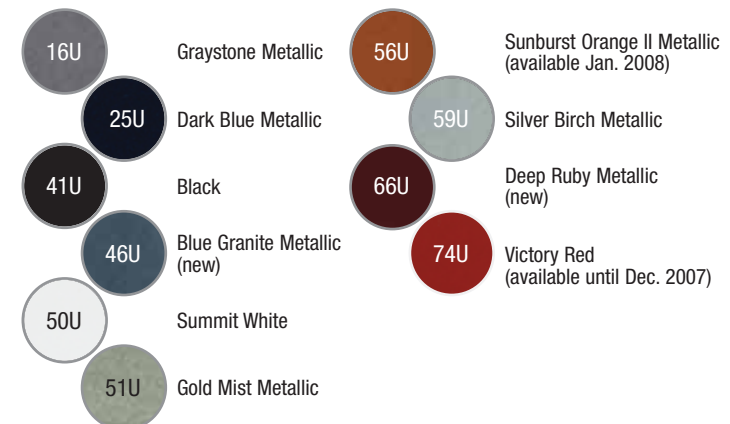 16U
Graystone Metallic
25U
Dark Blue Metallic
41U
Black
46U
Blue Granite Metallic
(new)
50U
Summit White
51U
Gold Mist Metallic
56U
Sunburst Orange II Metallic
(available Jan. 2008)
59U
Silver Birch Metallic
66U
Deep Ruby Metallic
(new)
74U
Victory Red
(available until Dec. 2007)